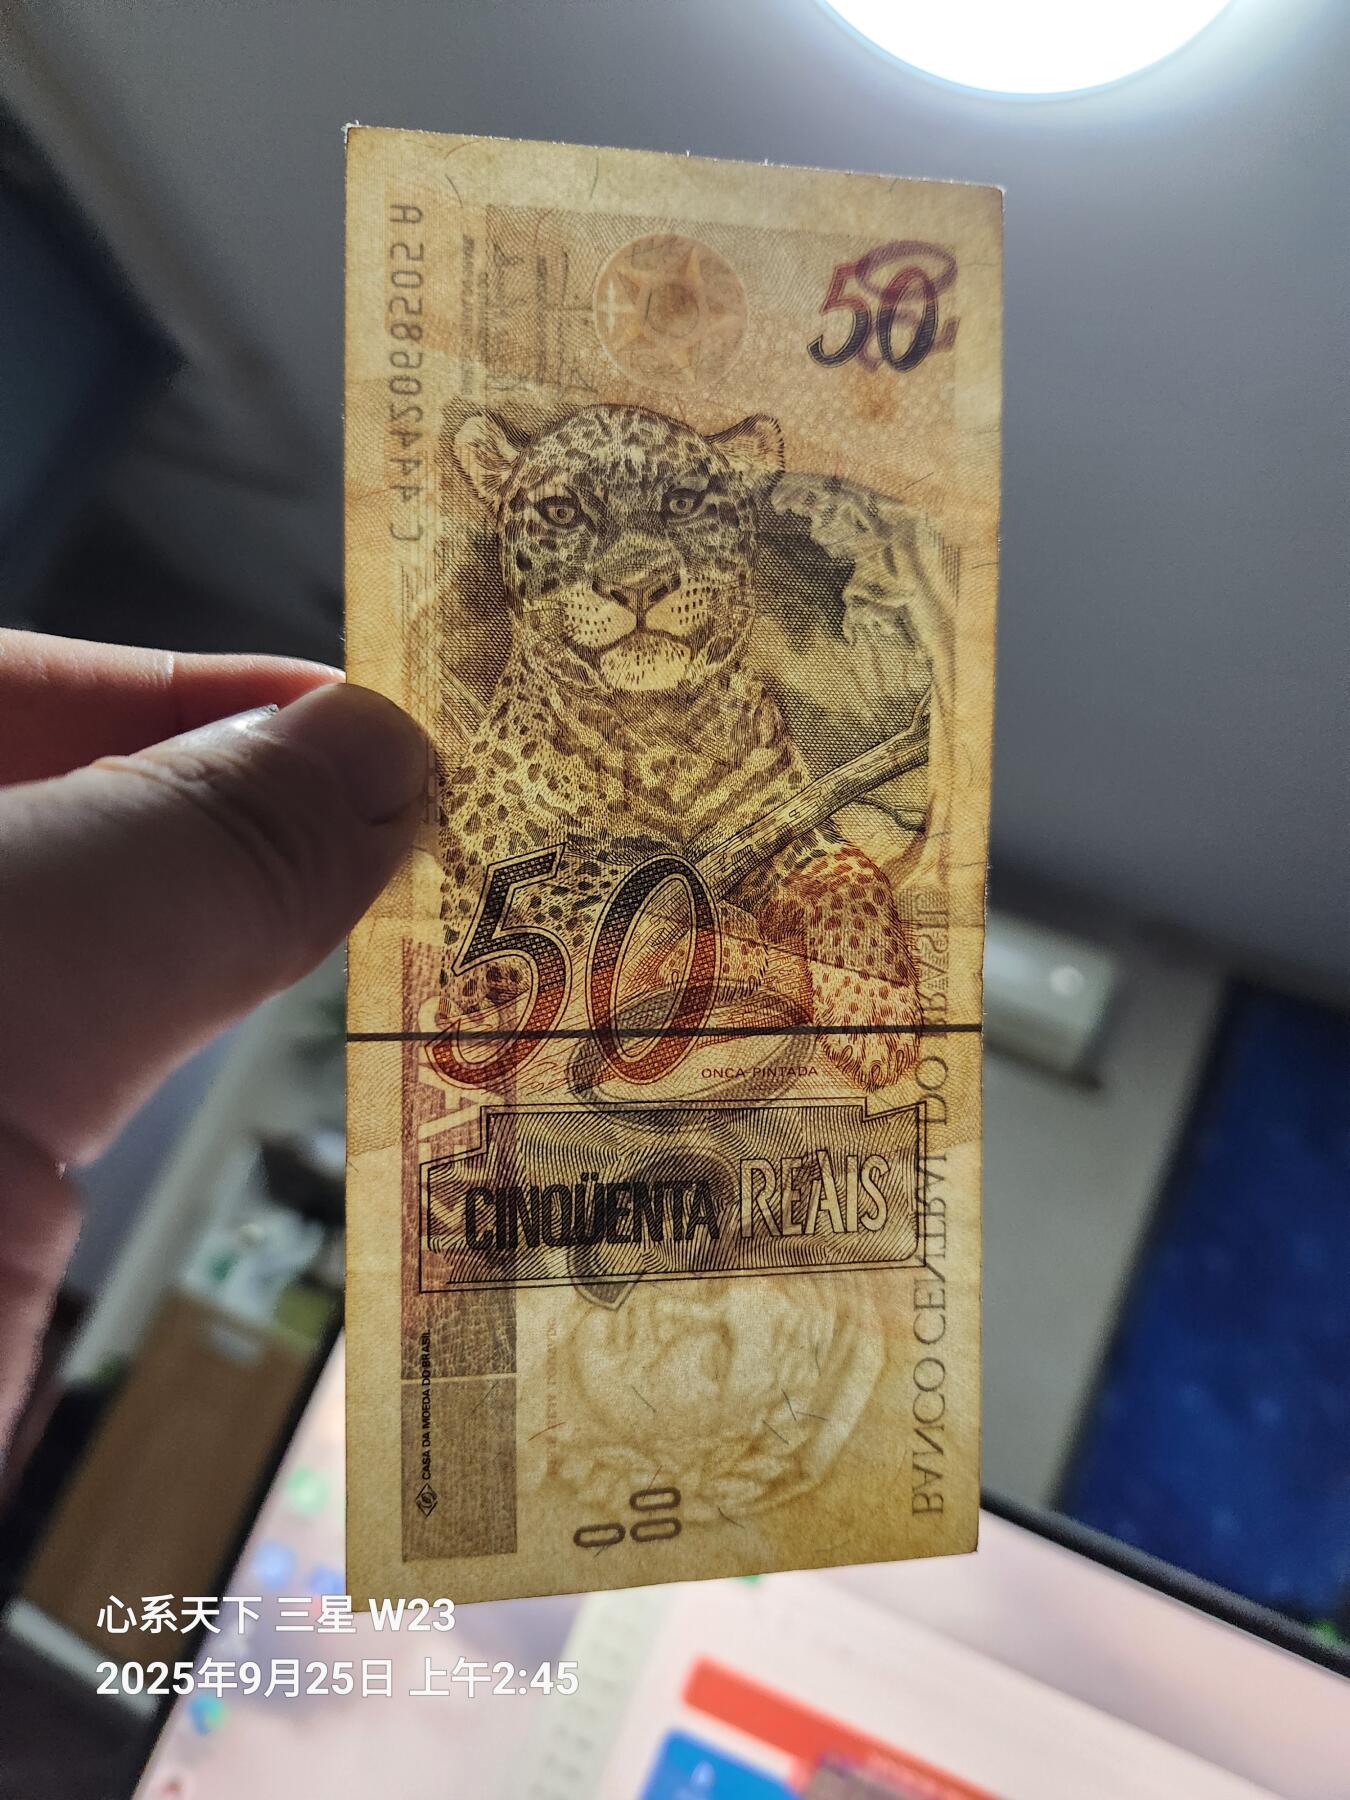 C 4442068505 A
50
50
ONÇA PINTADA
CINQÜENTA REAIS
BANCO CENTRAL DO BRASIL
CASA DA MOEDA DO BRASIL
心系天下 三星 W23
2025年9月25日 上午2:45